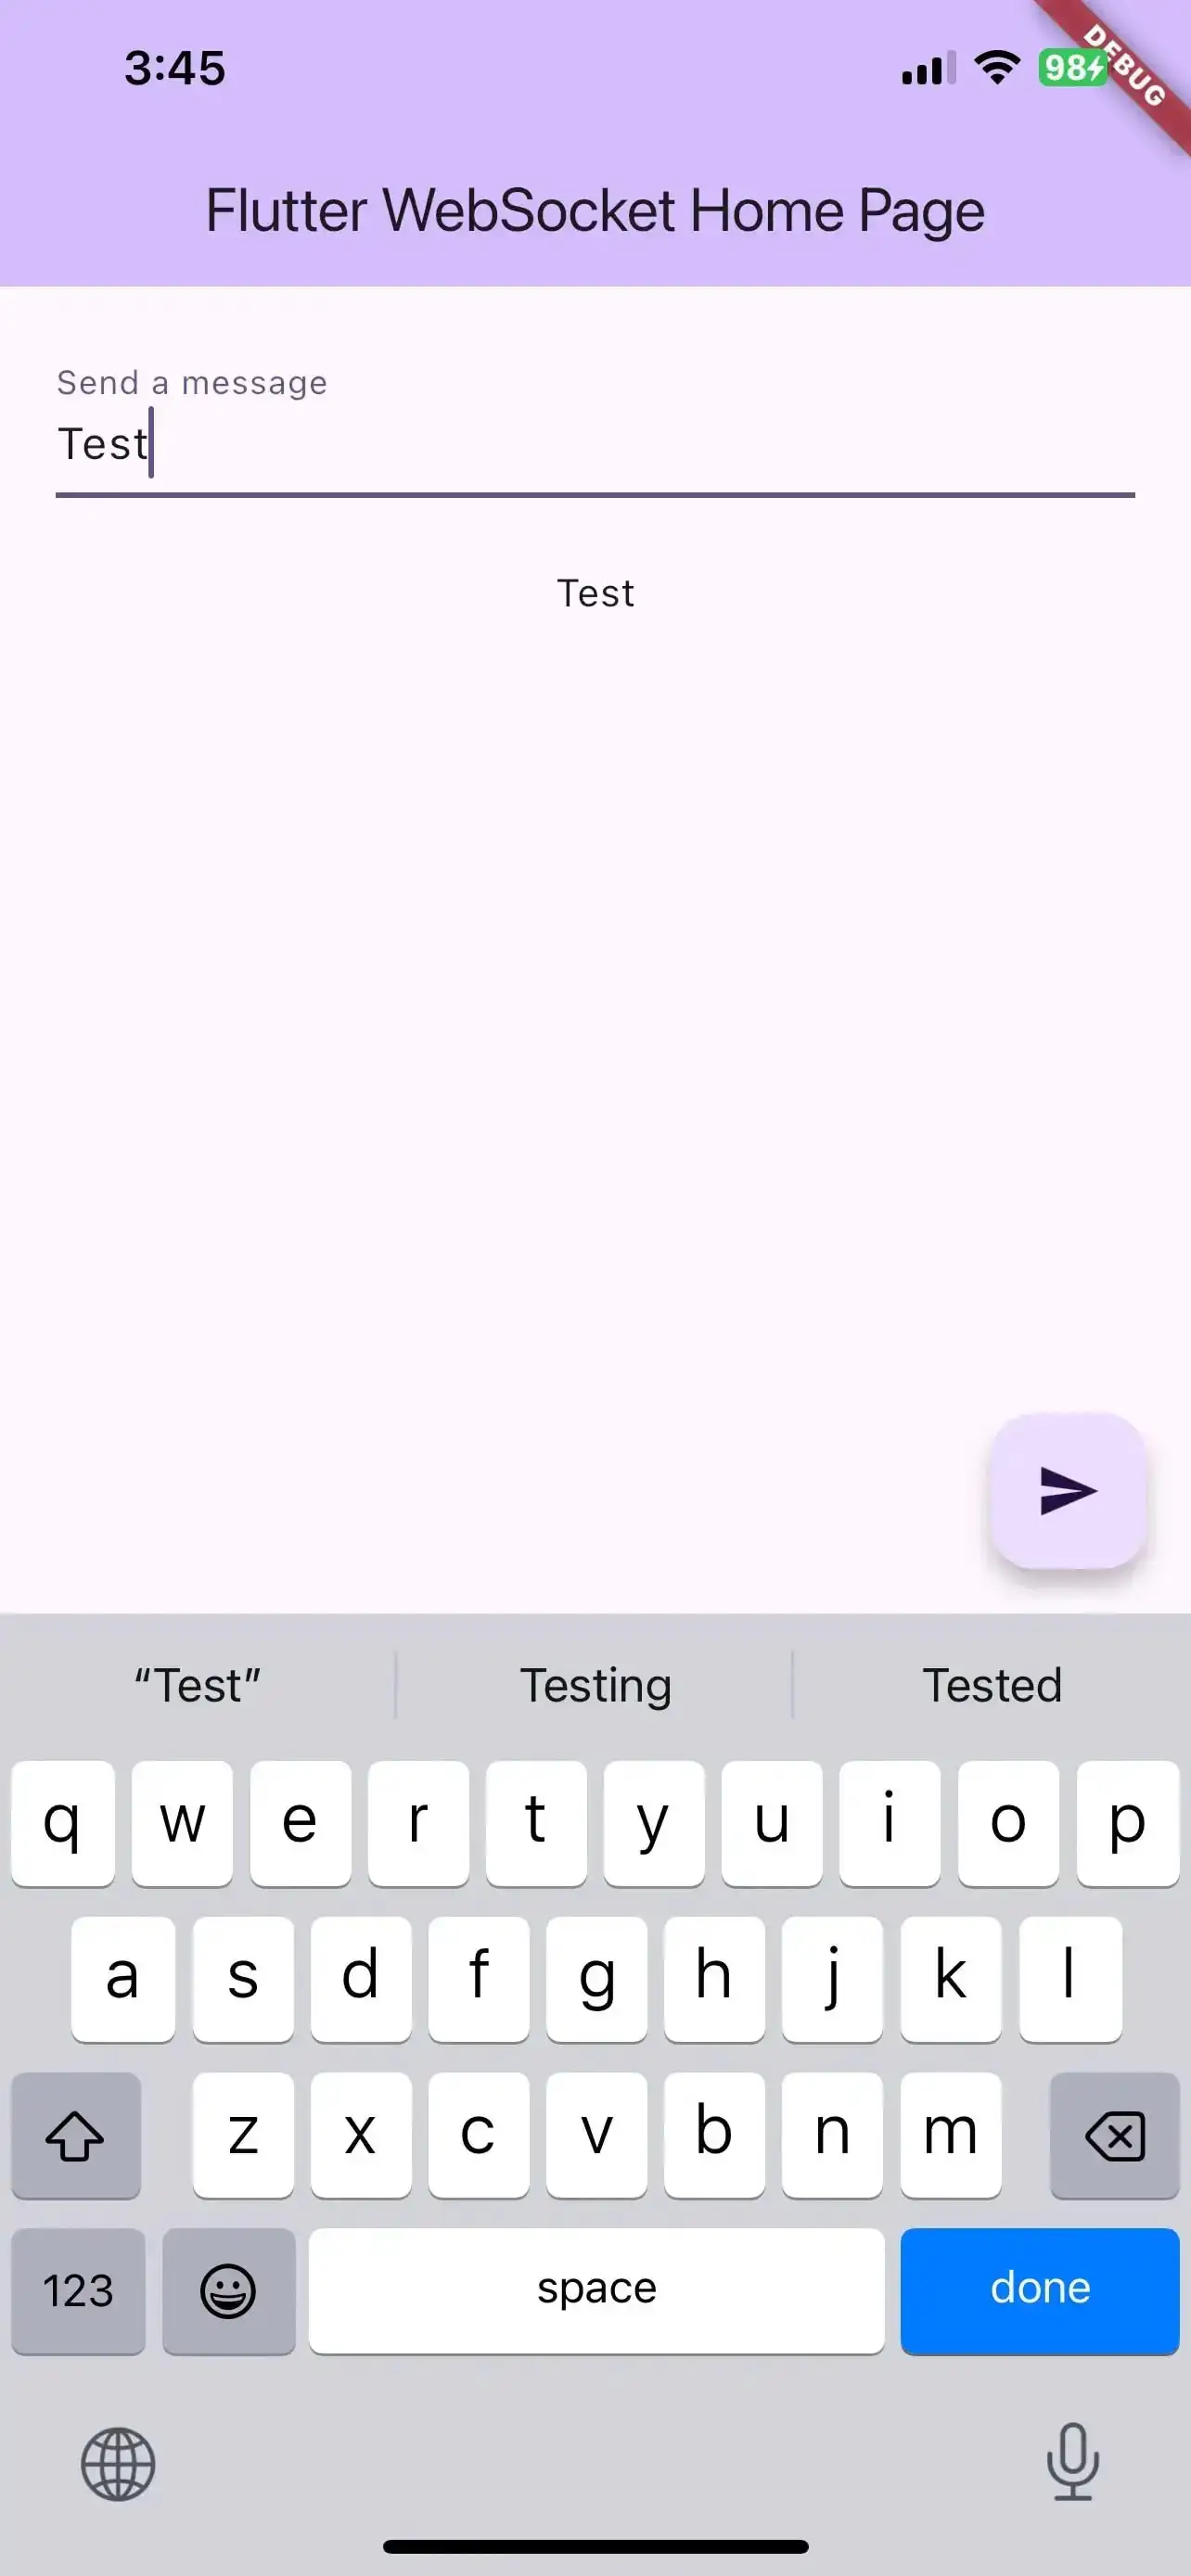 3:45
98
DEBUG
Flutter WebSocket Home Page
Send a message
Test
Test
“Test” Testing Tested
q w e r t y u i o p
a s d f g h j k l
z x c v b n m
123 space done